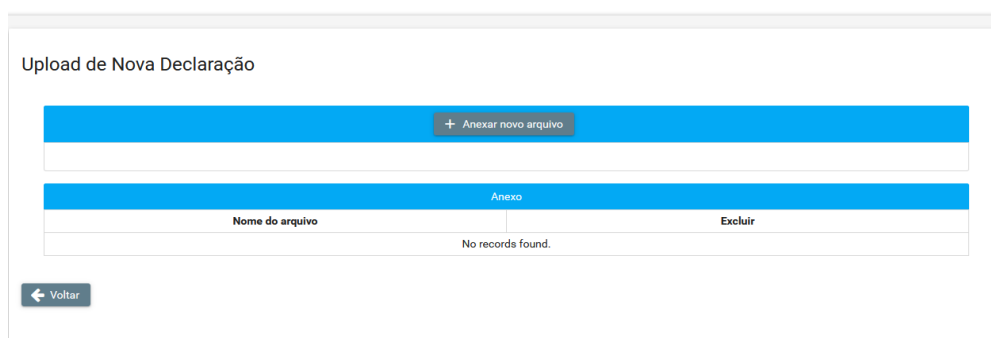 Upload de Nova Declaração
+ Anexar novo arquivo
Anexo
Nome do arquivo Excluir
No records found.
Voltar